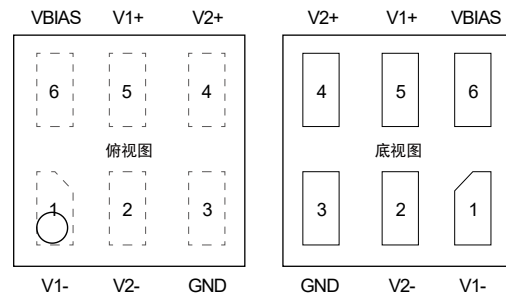 VBIAS V1+ V2+
6 5 4
俯视图
1 2 3
V1- V2- GND
V2+ V1+ VBIAS
4 5 6
底视图
3 2 1
GND V2- V1-